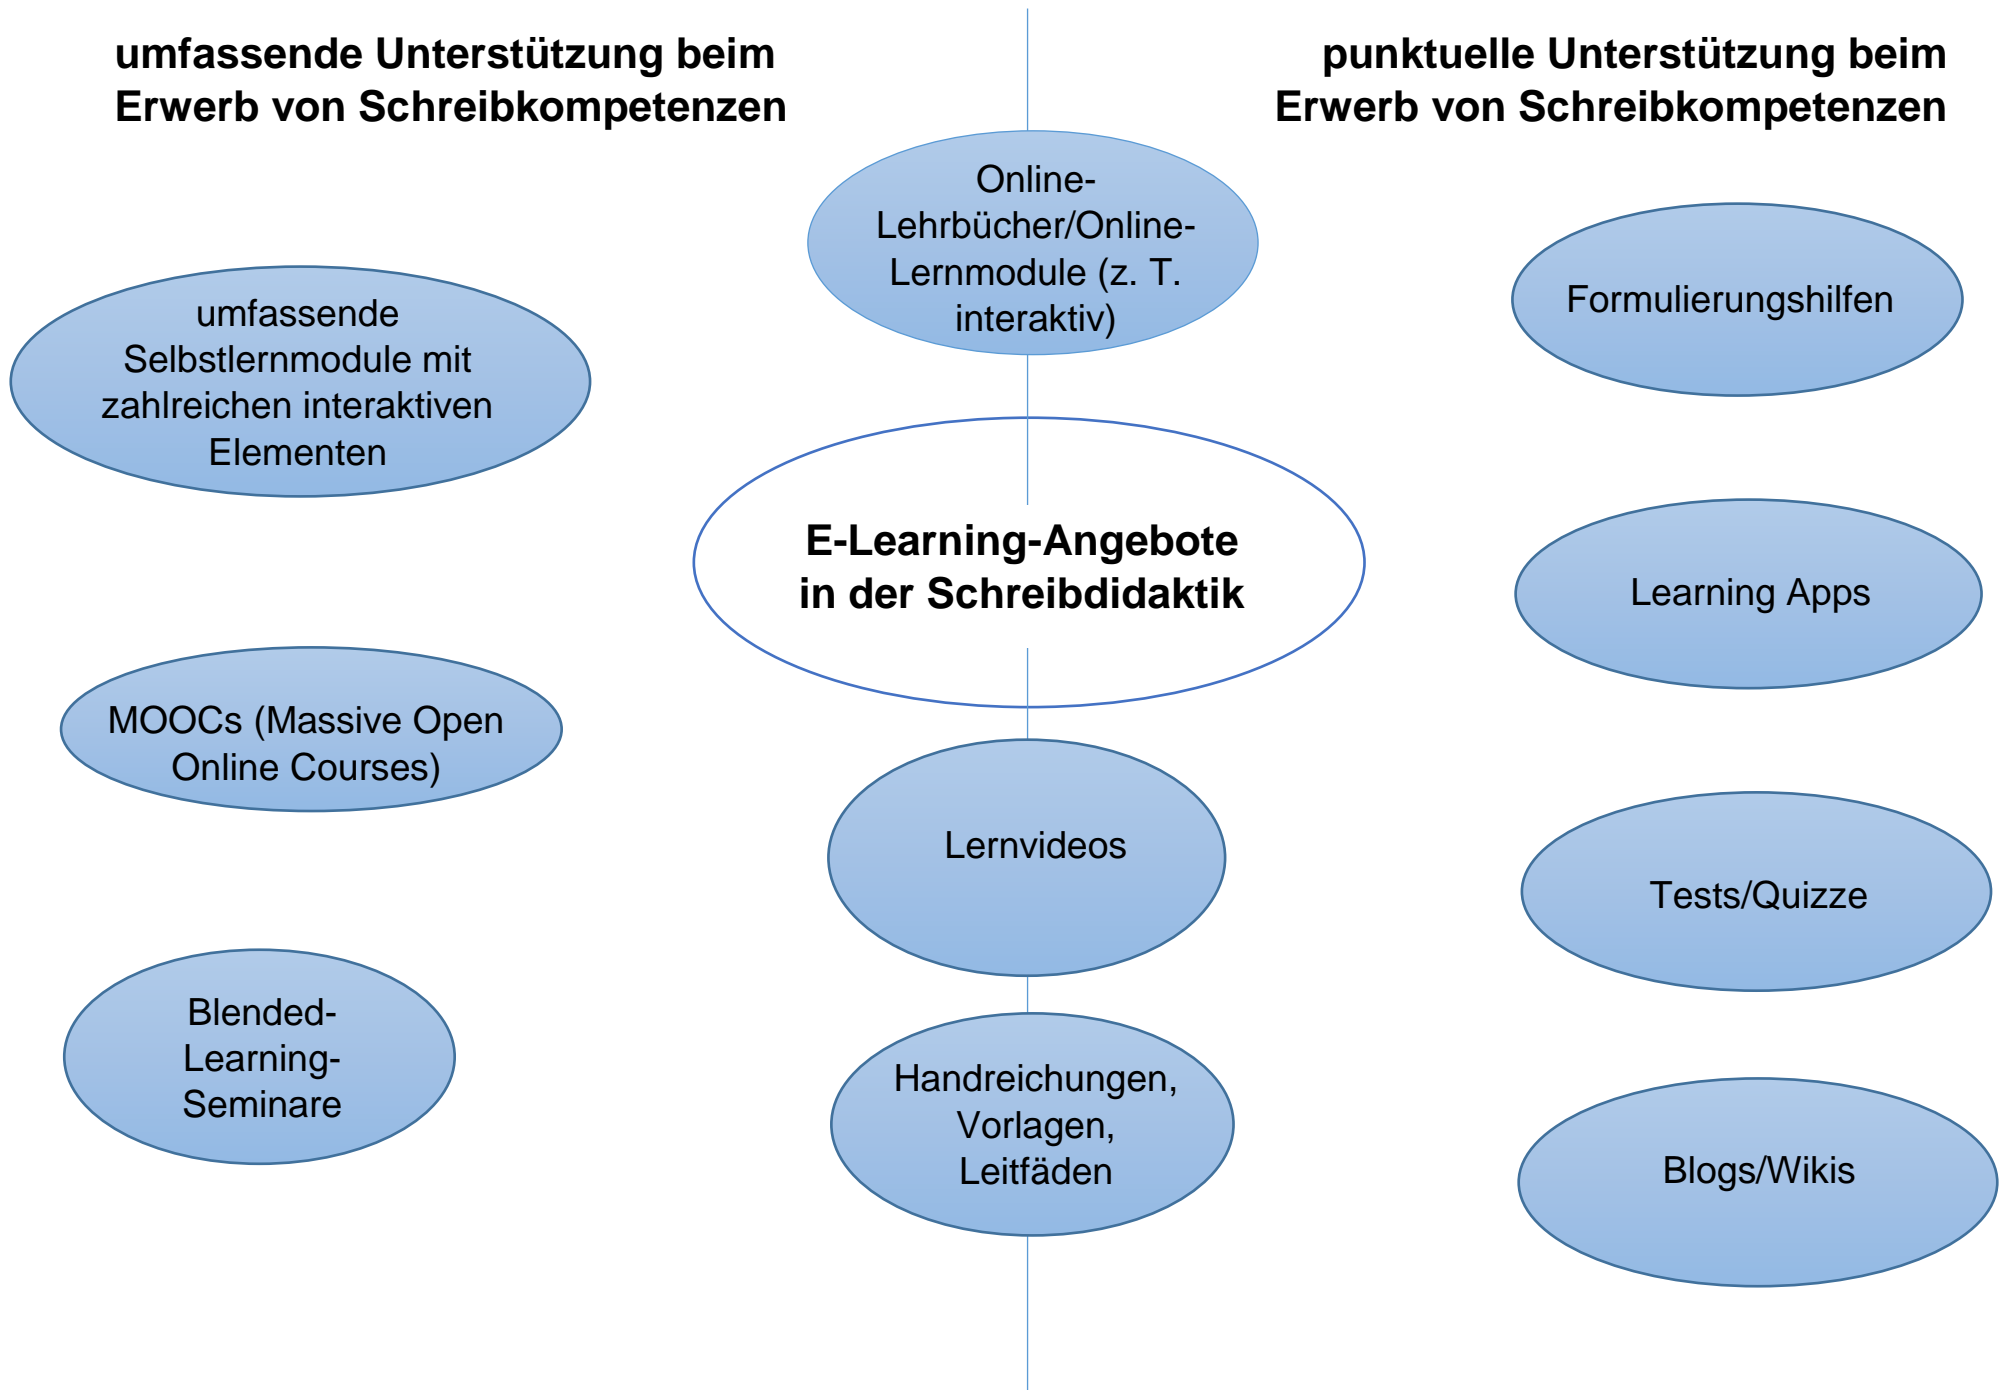 umfassende Unterstützung beim
Erwerb von Schreibkompetenzen
punktuelle Unterstützung beim
Erwerb von Schreibkompetenzen
umfassende
Selbstlernmodule mit
zahlreichen interaktiven
Elementen
MOOCs (Massive Open
Online Courses)
Blended-
Learning-
Seminare
Online-
Lehrbücher/Online-
Lernmodule (z. T.
interaktiv)
E-Learning-Angebote
in der Schreibdidaktik
Lernvideos
Handreichungen,
Vorlagen,
Leitfäden
Formulierungshilfen
Learning Apps
Tests/Quizze
Blogs/Wikis